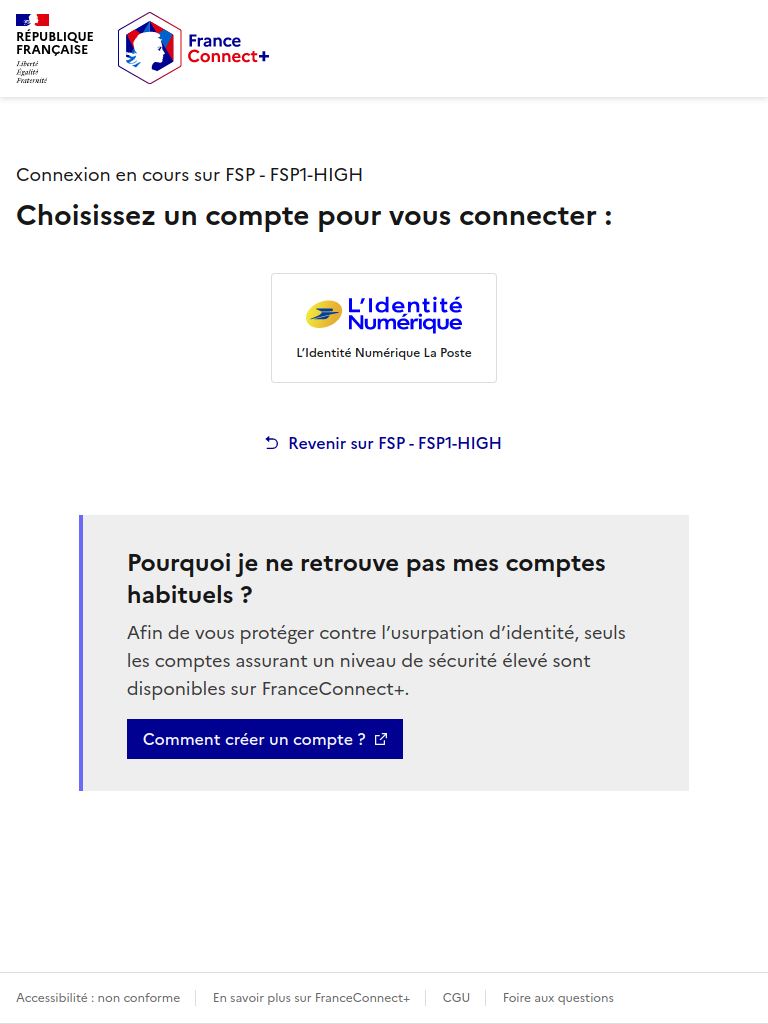 RÉPUBLIQUE
FRANÇAISE
Liberté
Égalité
Fraternité
France
Connect+
Connexion en cours sur FSP - FSP1-HIGH
Choisissez un compte pour vous connecter :
L’Identité
Numérique
L’Identité Numérique La Poste
Revenir sur FSP - FSP1-HIGH
Pourquoi je ne retrouve pas mes comptes
habituels ?
Afin de vous protéger contre l’usurpation d’identité, seuls
les comptes assurant un niveau de sécurité élevé sont
disponibles sur FranceConnect+.
Comment créer un compte ?
Accessibilité : non conforme
En savoir plus sur FranceConnect+
CGU
Foire aux questions